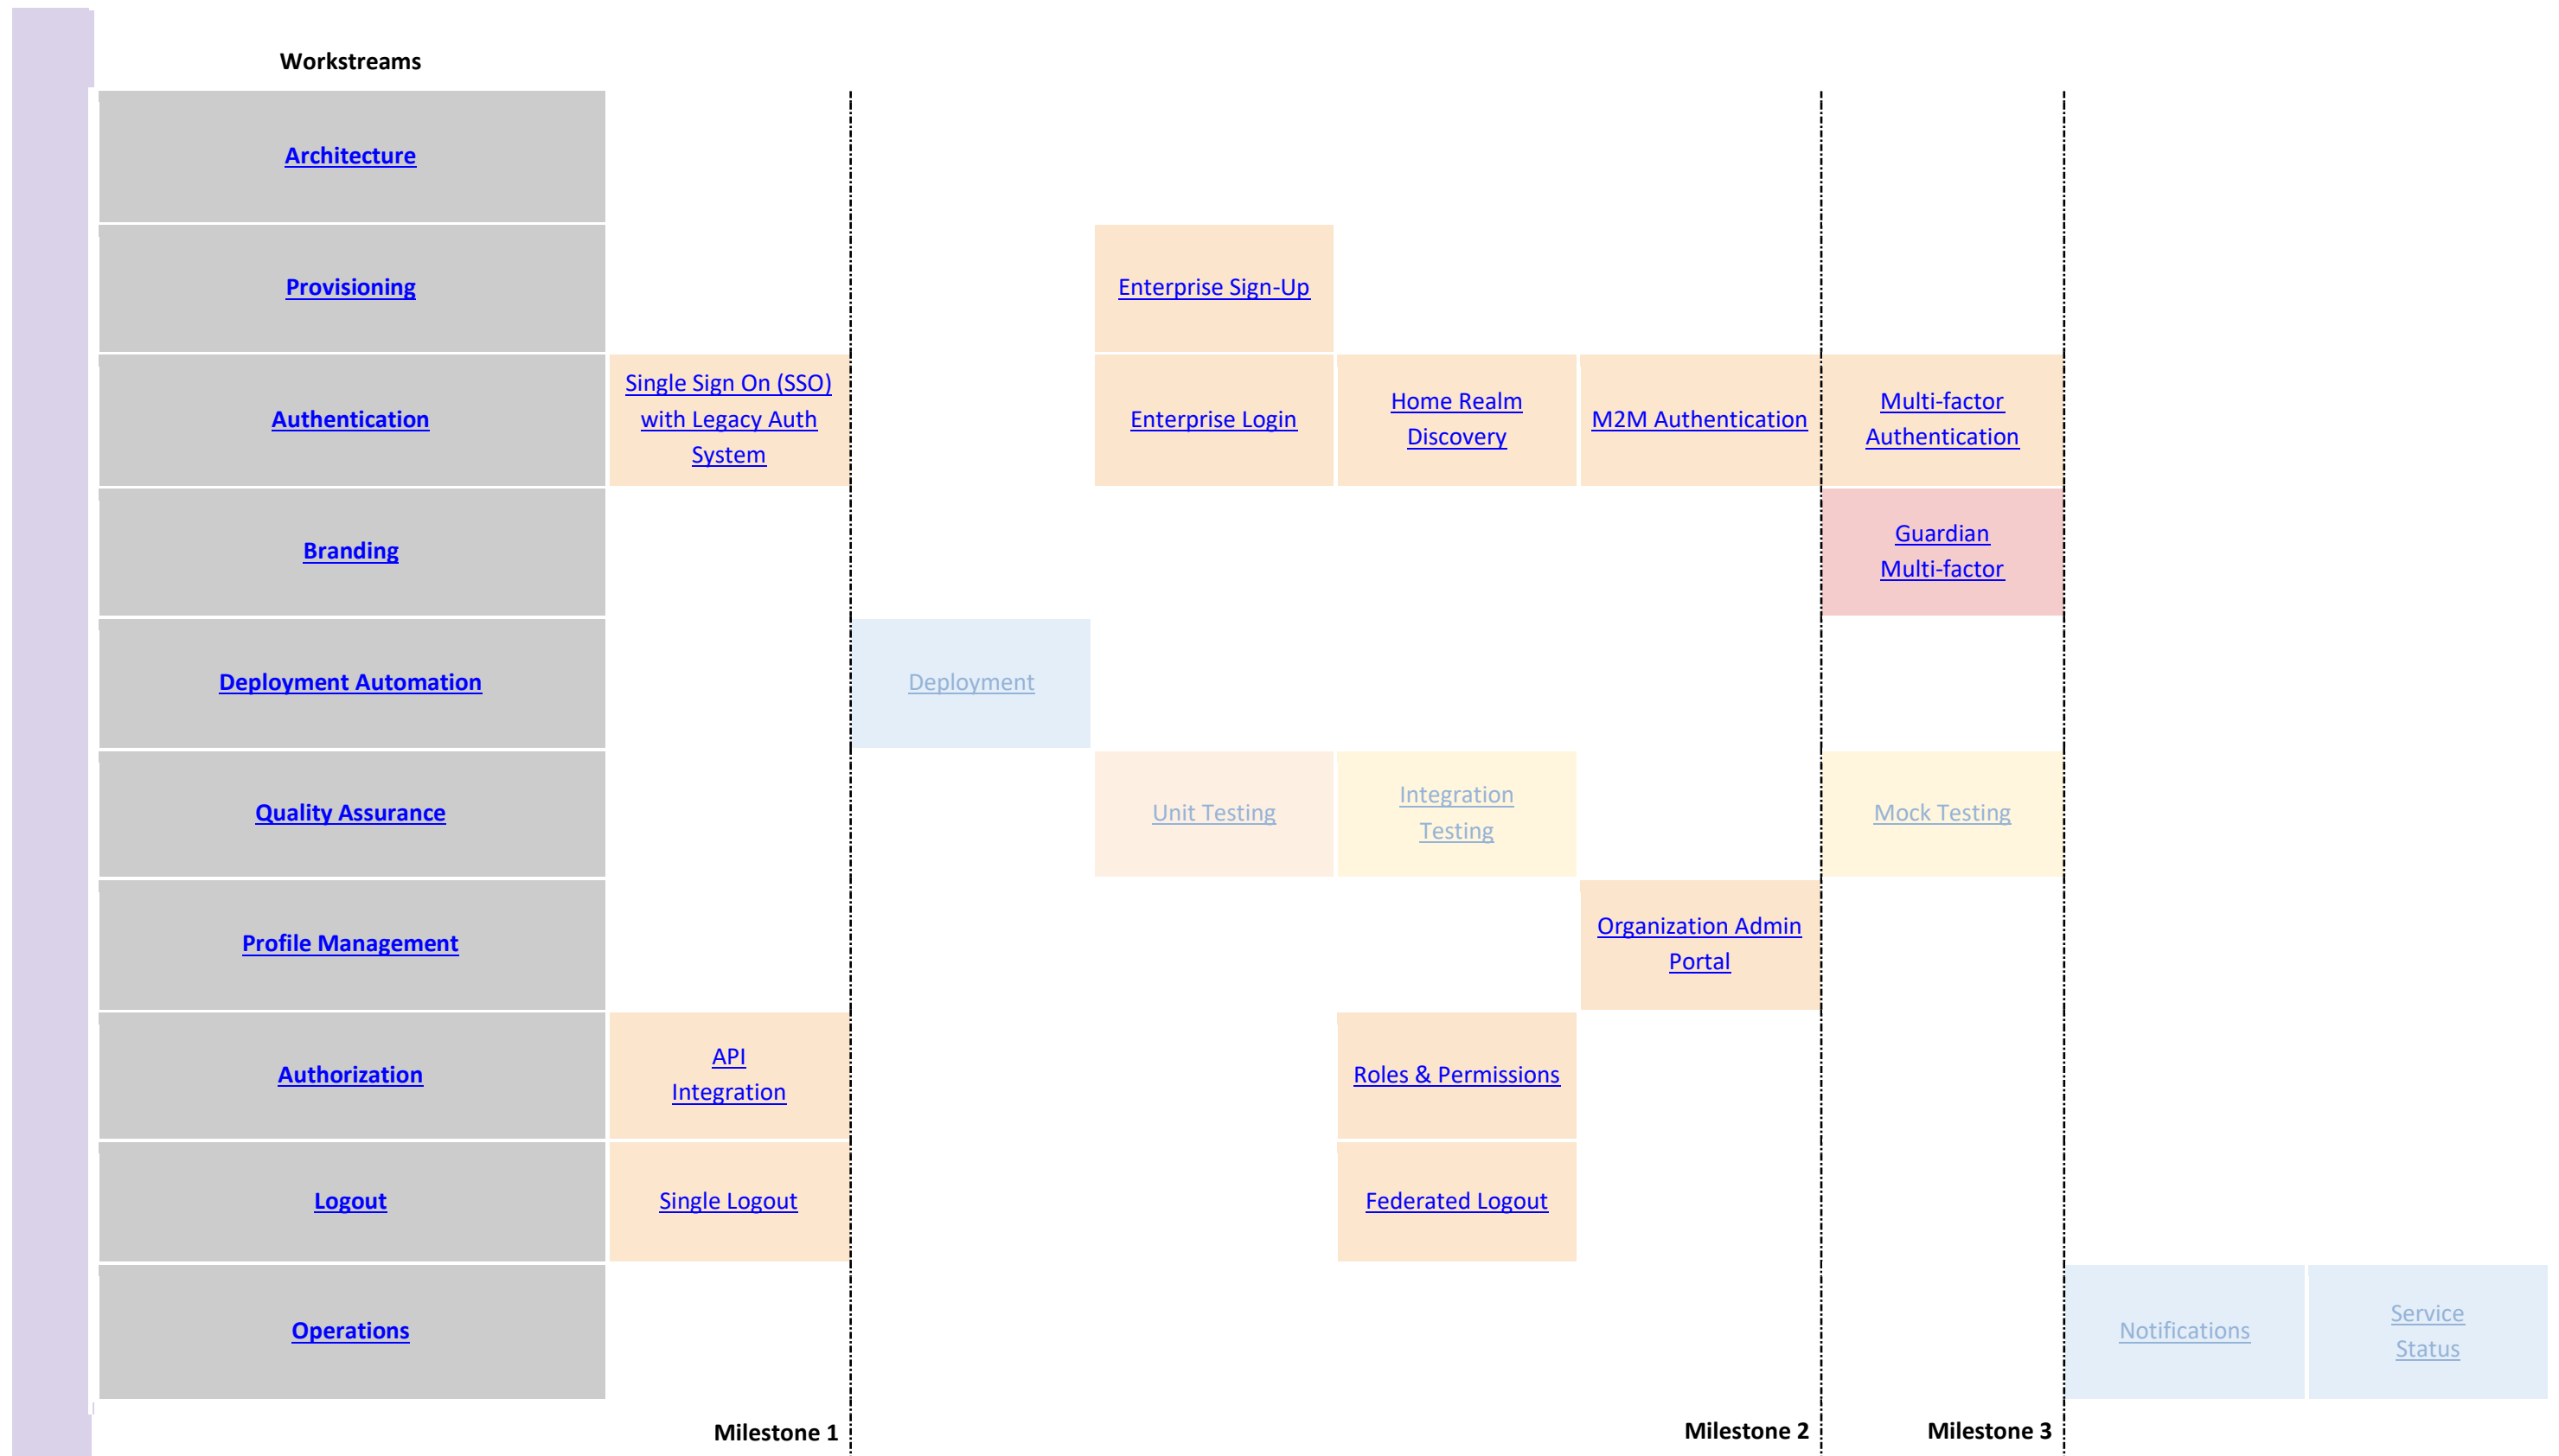 Workstreams
Architecture
Provisioning
Enterprise Sign-Up
Authentication
Single Sign On (SSO)
with Legacy Auth
System
Enterprise Login
Home Realm
Discovery
M2M Authentication
Multi-factor
Authentication
Branding
Guardian
Multi-factor
Deployment Automation
Deployment
Quality Assurance
Unit Testing
Integration
Testing
Mock Testing
Profile Management
Organization Admin
Portal
Authorization
API
Integration
Roles & Permissions
Logout
Single Logout
Federated Logout
Operations
Notifications
Service
Status
Milestone 1
Milestone 2
Milestone 3